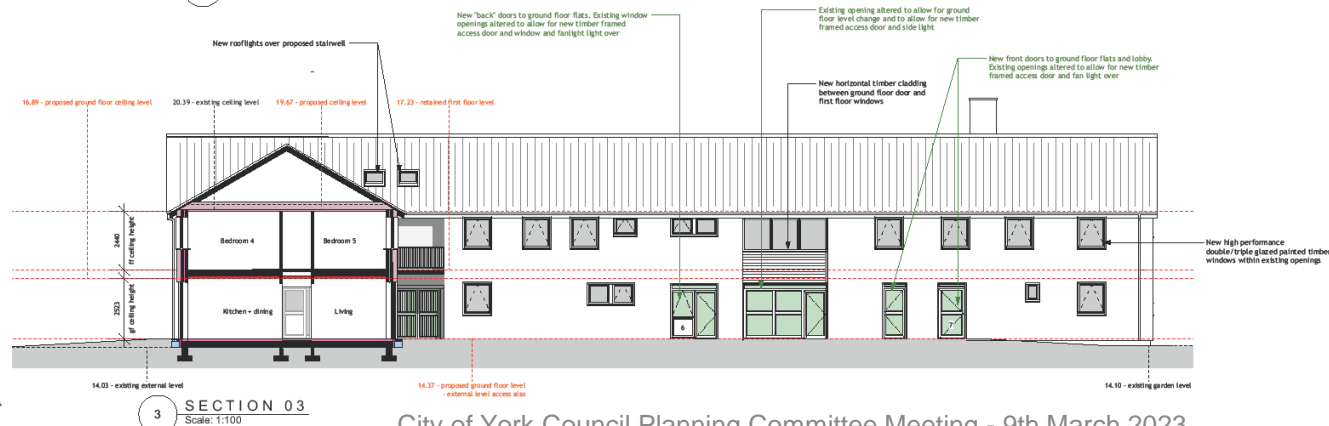 New "back" doors to ground floor flats. Existing window
openings altered to allow for new timber framed
access door and window and fanlight light over
Existing opening altered to allow for ground
floor level change and to allow for new timber
framed access door and side light
New rooflights over proposed stairwell
New front doors to ground floor flats and lobby.
Existing openings altered to allow for new timber
framed access door and fan light over
New horizontal timber cladding
between ground floor door and
first floor windows
16.89 - proposed ground floor ceiling level
20.39 - existing ceiling level
19.67 - proposed ceiling level
17.23 - retained first floor level
2440
ff ceiling height
Bedroom 4
Bedroom 5
New high performance
double/triple glazed painted timber
windows within existing openings
2523
gf ceiling height
Kitchen + dining
Living
6
7
14.03 - existing external level
14.37 - proposed ground floor level
- external level access also
14.10 - existing garden level
3
SECTION 03
Scale: 1:100
City of York Council Planning Committee Meeting - 9th March 2023